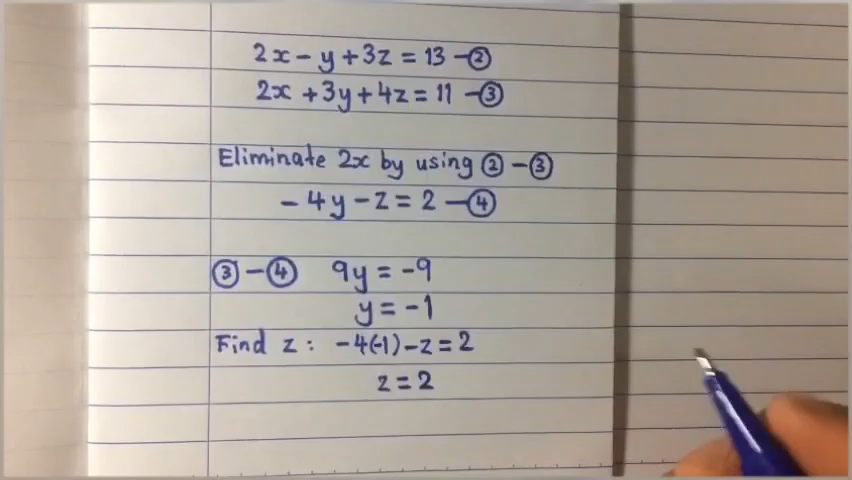 2x - y + 3z = 13 - ②
2x + 3y + 4z = 11 - ③
Eliminate 2x by using ② - ③
- 4y - z = 2 - ④
③ - ④ 9y = -9
y = -1
Find z : -4(-1) - z = 2
z = 2